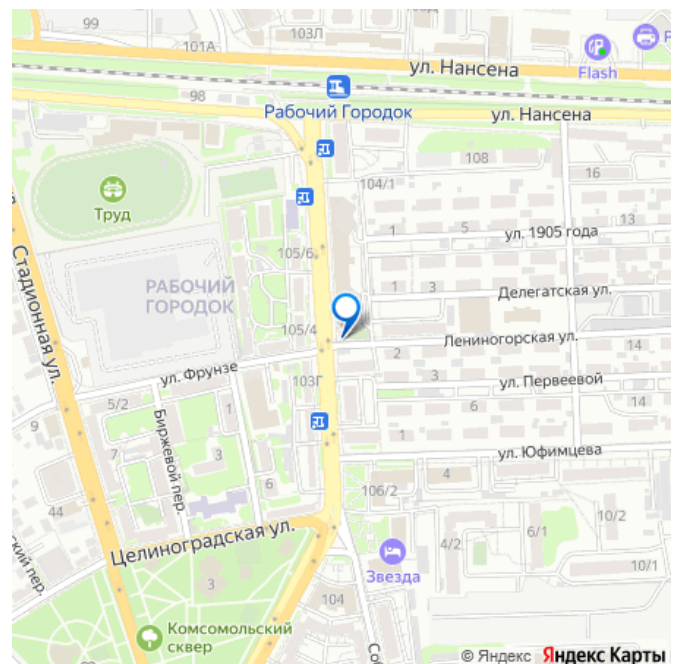 99
101А
103Л
ул. Нансена
Flash
Р
98
Рабочий Городок
ул. Нансена
108
16
104/1
Труд
1
5
ул. 1905 года
13
105/6
РАБОЧИЙ
ГОРОДОК
1
3
Делегатская ул.
Стадионная ул.
105/4
Лениногорская ул.
2
14
ул. Фрунзе
103Г
3
ул. Первеевой
5/2
Биржевой пер.
1
6
14
9
7
3
1
ул. Юфимцева
44
6
106/2
4
Целиноградская ул.
4/2
6/1
10/2
ский пер.
3
Звезда
10/1
104
Комсомольский
сквер
Соб
© Яндекс Яндекс Карты